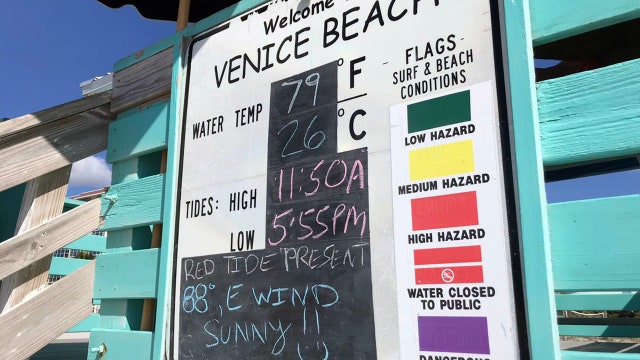 Welcome
VENICE BEACH
WATER TEMP 79 °F
26 °C
TIDES: HIGH 11:50A
LOW 5:55PM
RED TIDE PRESENT
88°, E WIND
SUNNY !!
FLAGS-
SURF & BEACH
CONDITIONS
LOW HAZARD
MEDIUM HAZARD
HIGH HAZARD
WATER CLOSED
TO PUBLIC
DANGEROUS